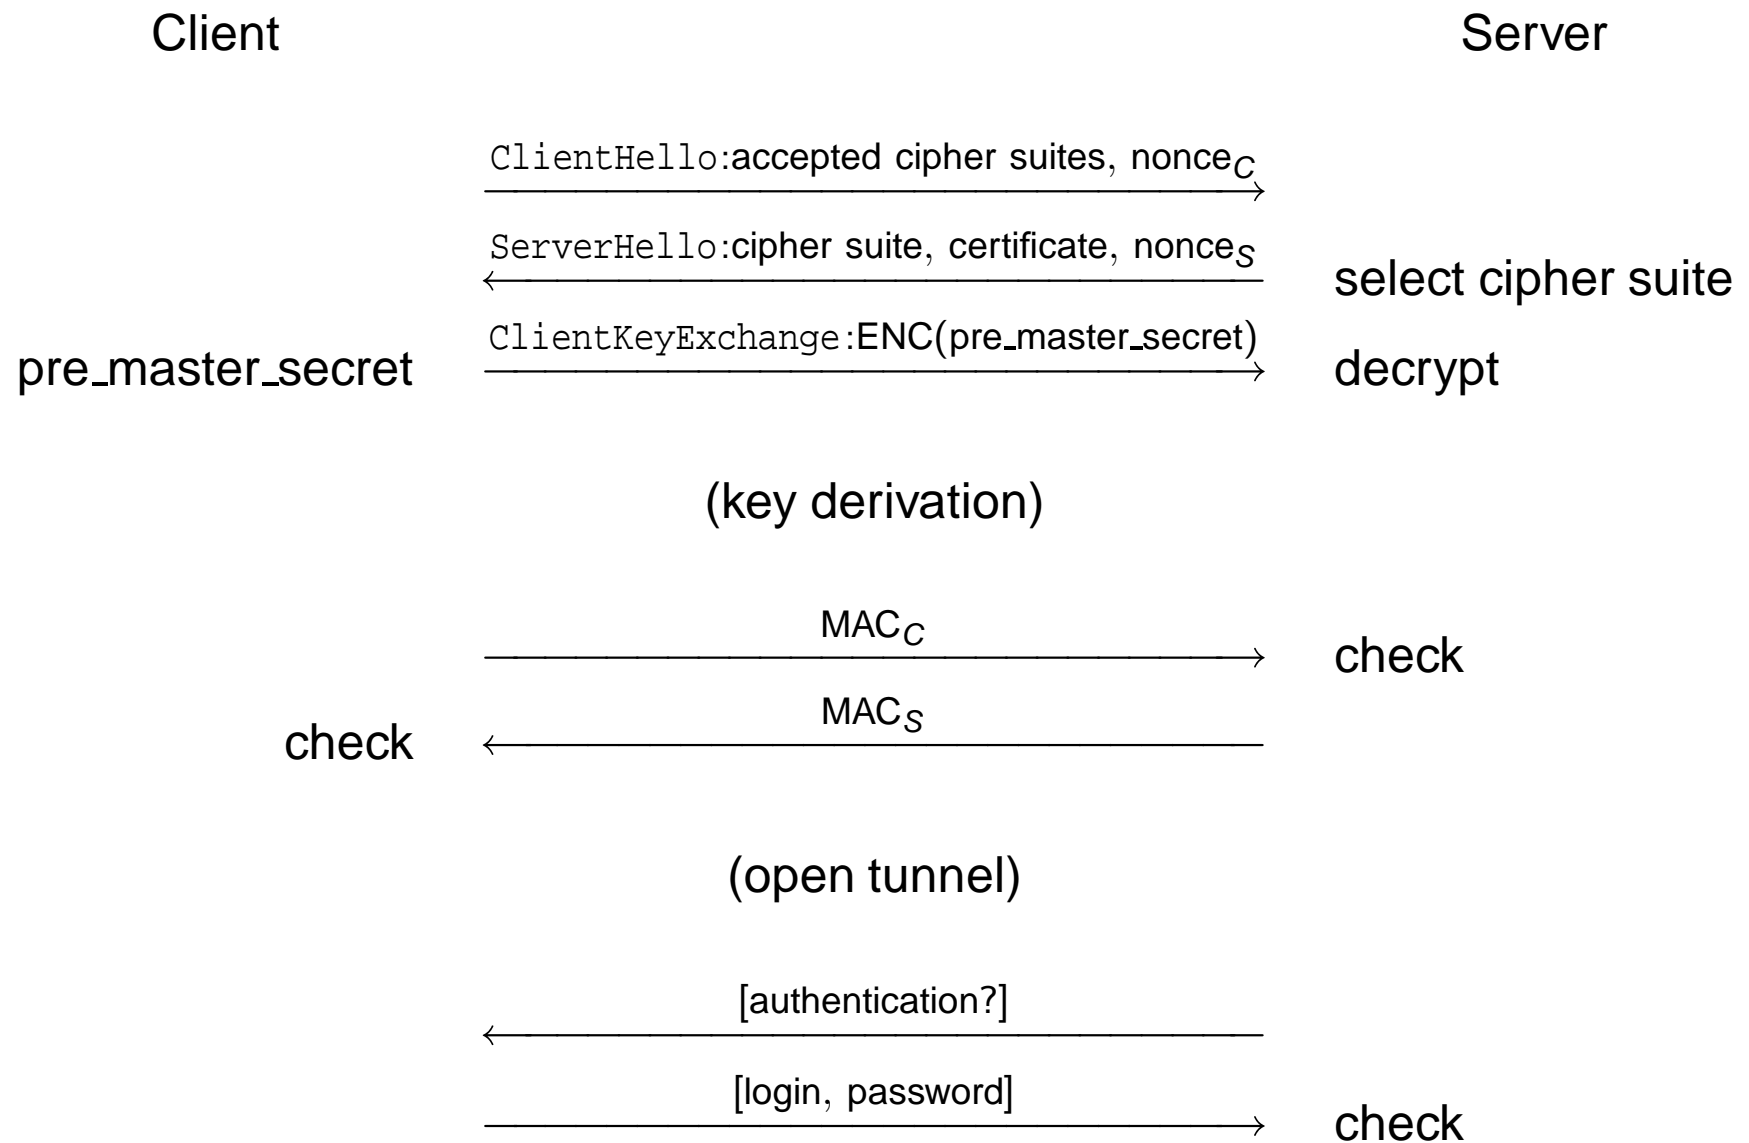 Client Server
ClientHello:accepted cipher suites, nonce_C
ServerHello:cipher suite, certificate, nonce_S
select cipher suite
ClientKeyExchange:ENC(pre_master_secret)
pre_master_secret decrypt
(key derivation)
MAC_C
check
MAC_S
check
(open tunnel)
[authentication?]
[login, password]
check